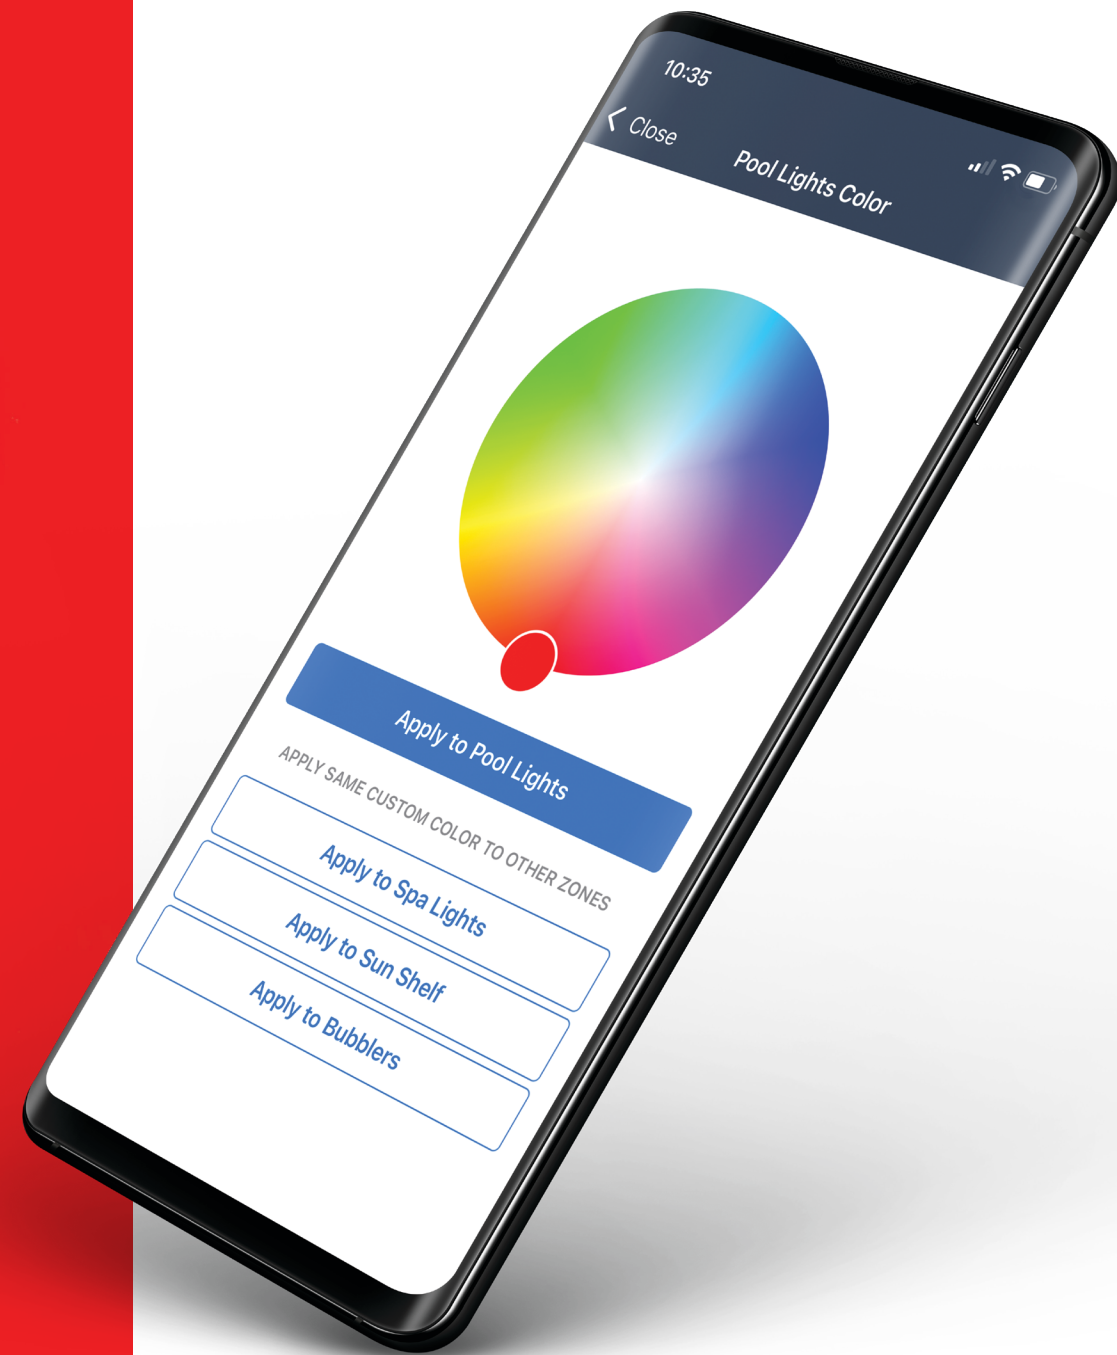 10:35
Close
Pool Lights Color
Apply to Pool Lights
APPLY SAME CUSTOM COLOR TO OTHER ZONES
Apply to Spa Lights
Apply to Sun Shelf
Apply to Bubblers